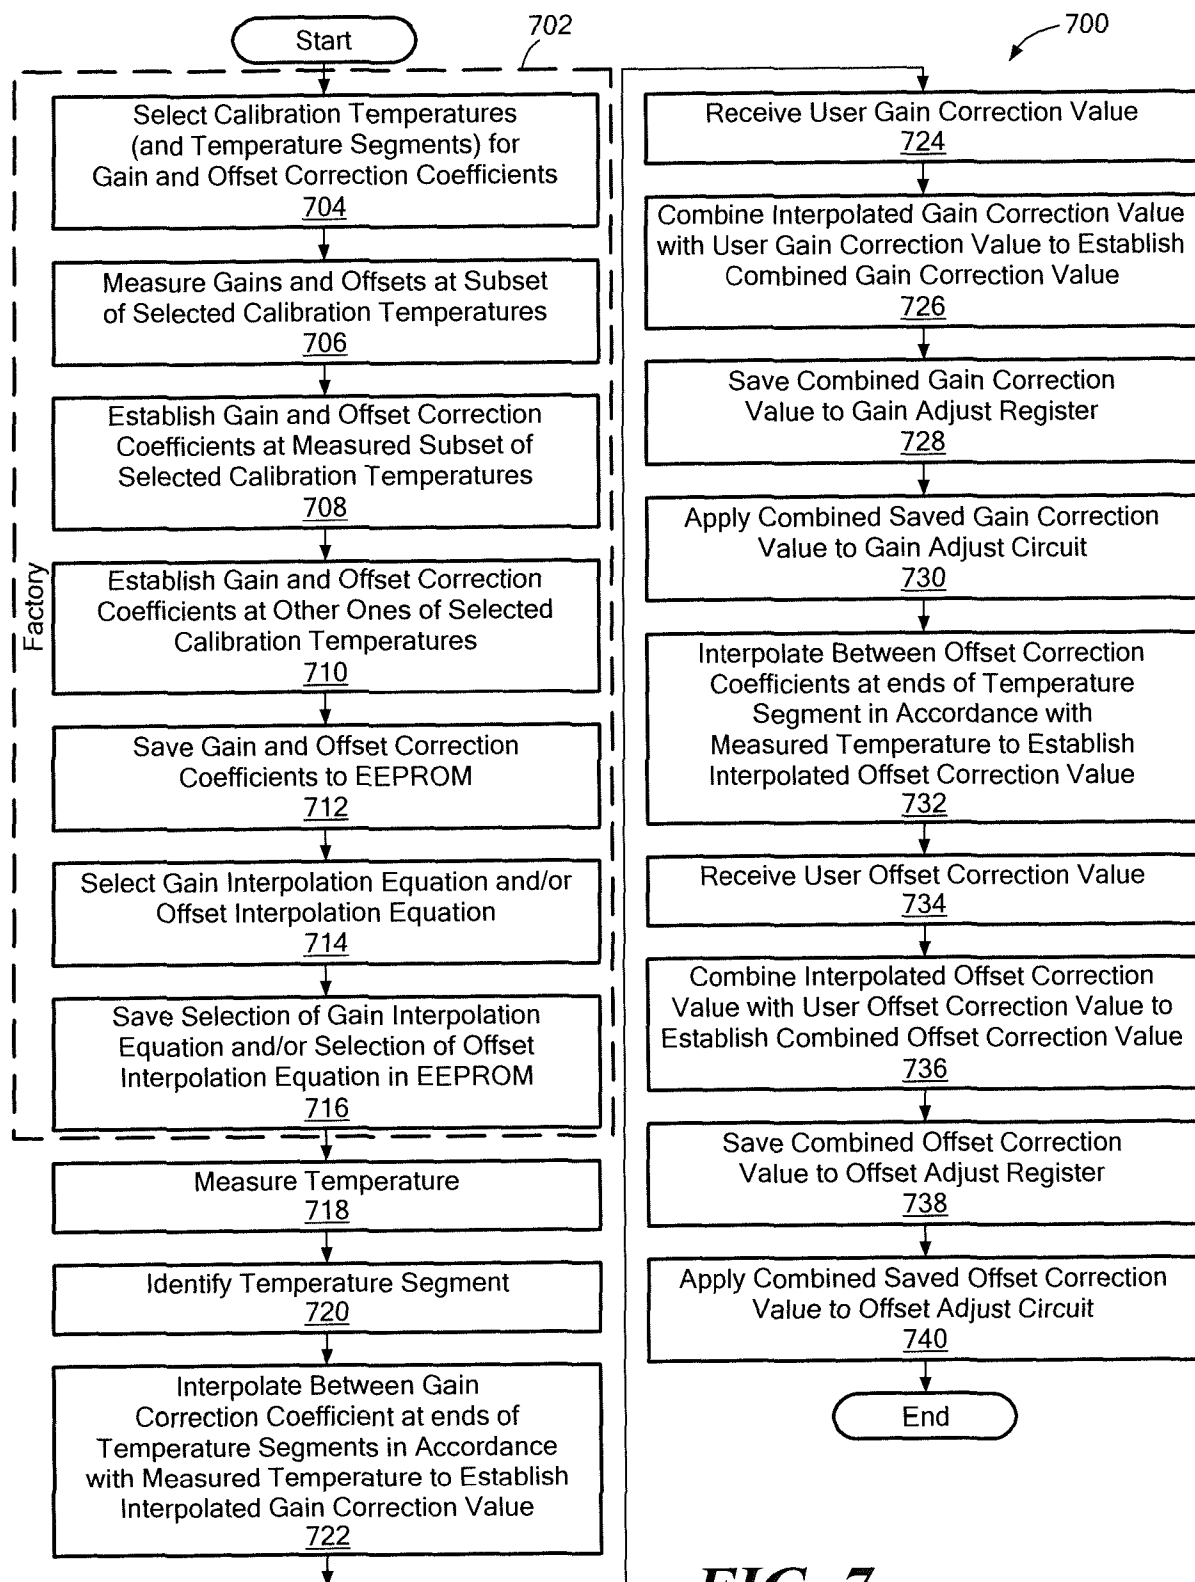 Start
702
700
Factory
Select Calibration Temperatures
(and Temperature Segments) for
Gain and Offset Correction Coefficients
704
Measure Gains and Offsets at Subset
of Selected Calibration Temperatures
706
Establish Gain and Offset Correction
Coefficients at Measured Subset of
Selected Calibration Temperatures
708
Establish Gain and Offset Correction
Coefficients at Other Ones of Selected
Calibration Temperatures
710
Save Gain and Offset Correction
Coefficients to EEPROM
712
Select Gain Interpolation Equation and/or
Offset Interpolation Equation
714
Save Selection of Gain Interpolation
Equation and/or Selection of Offset
Interpolation Equation in EEPROM
716
Measure Temperature
718
Identify Temperature Segment
720
Interpolate Between Gain
Correction Coefficient at ends of
Temperature Segments in Accordance
with Measured Temperature to Establish
Interpolated Gain Correction Value
722
Receive User Gain Correction Value
724
Combine Interpolated Gain Correction Value
with User Gain Correction Value to Establish
Combined Gain Correction Value
726
Save Combined Gain Correction
Value to Gain Adjust Register
728
Apply Combined Saved Gain Correction
Value to Gain Adjust Circuit
730
Interpolate Between Offset Correction
Coefficients at ends of Temperature
Segment in Accordance with
Measured Temperature to Establish
Interpolated Offset Correction Value
732
Receive User Offset Correction Value
734
Combine Interpolated Offset Correction
Value with User Offset Correction Value to
Establish Combined Offset Correction Value
736
Save Combined Offset Correction
Value to Offset Adjust Register
738
Apply Combined Saved Offset Correction
Value to Offset Adjust Circuit
740
End
FIG. 7